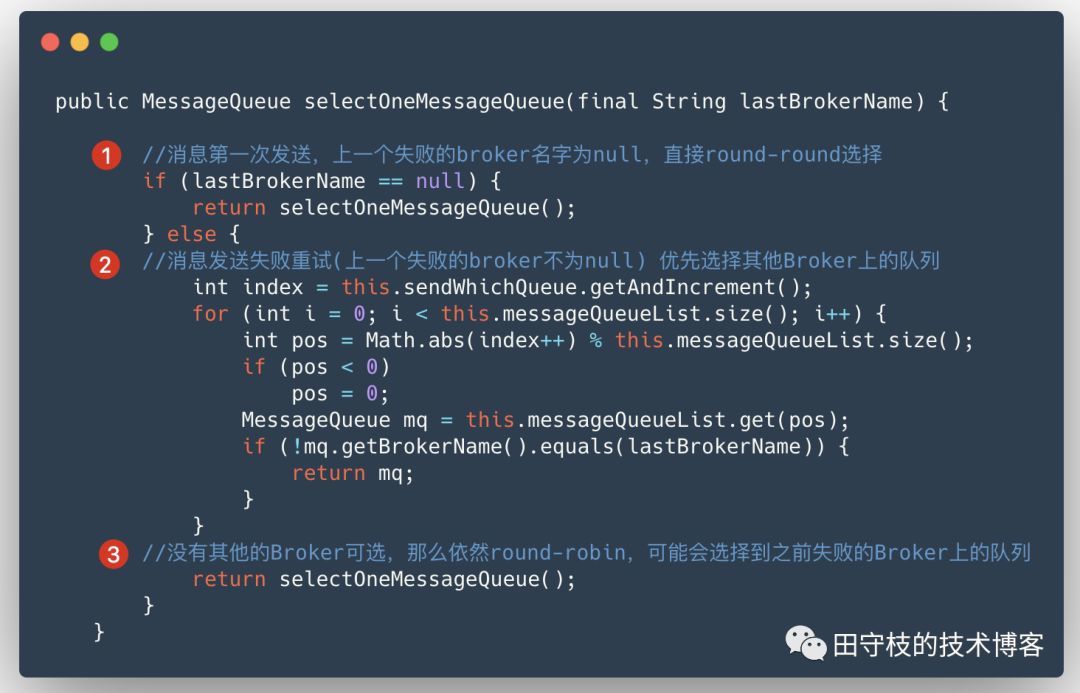 public MessageQueue selectOneMessageQueue(final String lastBrokerName) {
1 //消息第一次发送，上一个失败的broker名字为null，直接round-round选择
if (lastBrokerName == null) {
return selectOneMessageQueue();
} else {
2 //消息发送失败重试(上一个失败的broker不为null) 优先选择其他Broker上的队列
int index = this.sendWhichQueue.getAndIncrement();
for (int i = 0; i < this.messageQueueList.size(); i++) {
int pos = Math.abs(index++) % this.messageQueueList.size();
if (pos < 0)
pos = 0;
MessageQueue mq = this.messageQueueList.get(pos);
if (!mq.getBrokerName().equals(lastBrokerName)) {
return mq;
}
}
3 //没有其他的Broker可选，那么依然round-robin，可能会选择到之前失败的Broker上的队列
return selectOneMessageQueue();
}
}
田守枝的技术博客